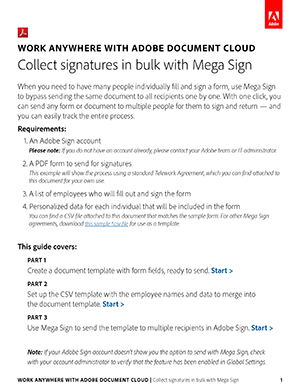 Adobe
WORK ANYWHERE WITH ADOBE DOCUMENT CLOUD
Collect signatures in bulk with Mega Sign
When you need to have many people individually fill and sign a form, use Mega Sign
to bypass sending the same document to all recipients one by one. With one click, you
can send any form or document to multiple people for them to sign and return — and
you can easily track the entire process.
Requirements:
1. An Adobe Sign account
Please note: If you do not have an account already, please contact your Adobe team or IT administrator
2. A PDF form to send for signatures
This example will show the process using a standard Telework Agreement, which you can find attached to
this document for your own use.
3. A list of employees who will fill out and sign the form
4. Personalized data for each individual that will be included in the form
You can find a CSV file attached to this document that matches the sample form. For other Mega Sign
agreements, download this sample raw file for use as a template.
This guide covers:
PART 1
Create a document template with form fields, ready to send. Start >
PART 2
Set up the CSV template with the employee names and data to merge into
the document template. Start >
PART 3
Use Mega Sign to send the template to multiple recipients in Adobe Sign. Start >
Note: If your Adobe Sign account doesn't show you the option to send with Mega Sign, check
with your account administrator to verify that the feature has been enabled in Global Settings.
WORK ANYWHERE WITH ADOBE DOCUMENT CLOUD | Collect signatures in bulk with Mega Sign 1